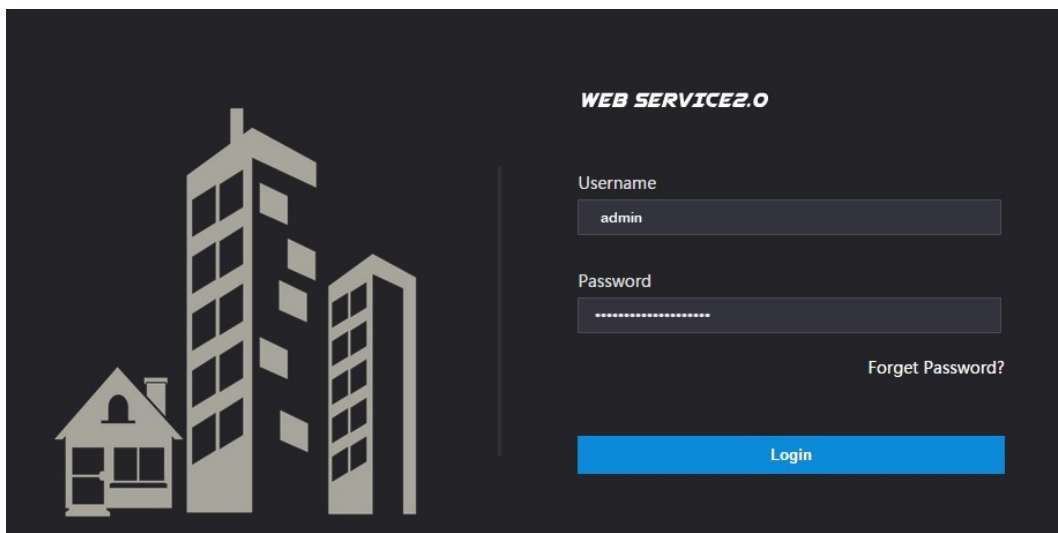 WEB SERVICE2.0
Username
admin
Password
••••••••••••••••••••
Forget Password?
Login